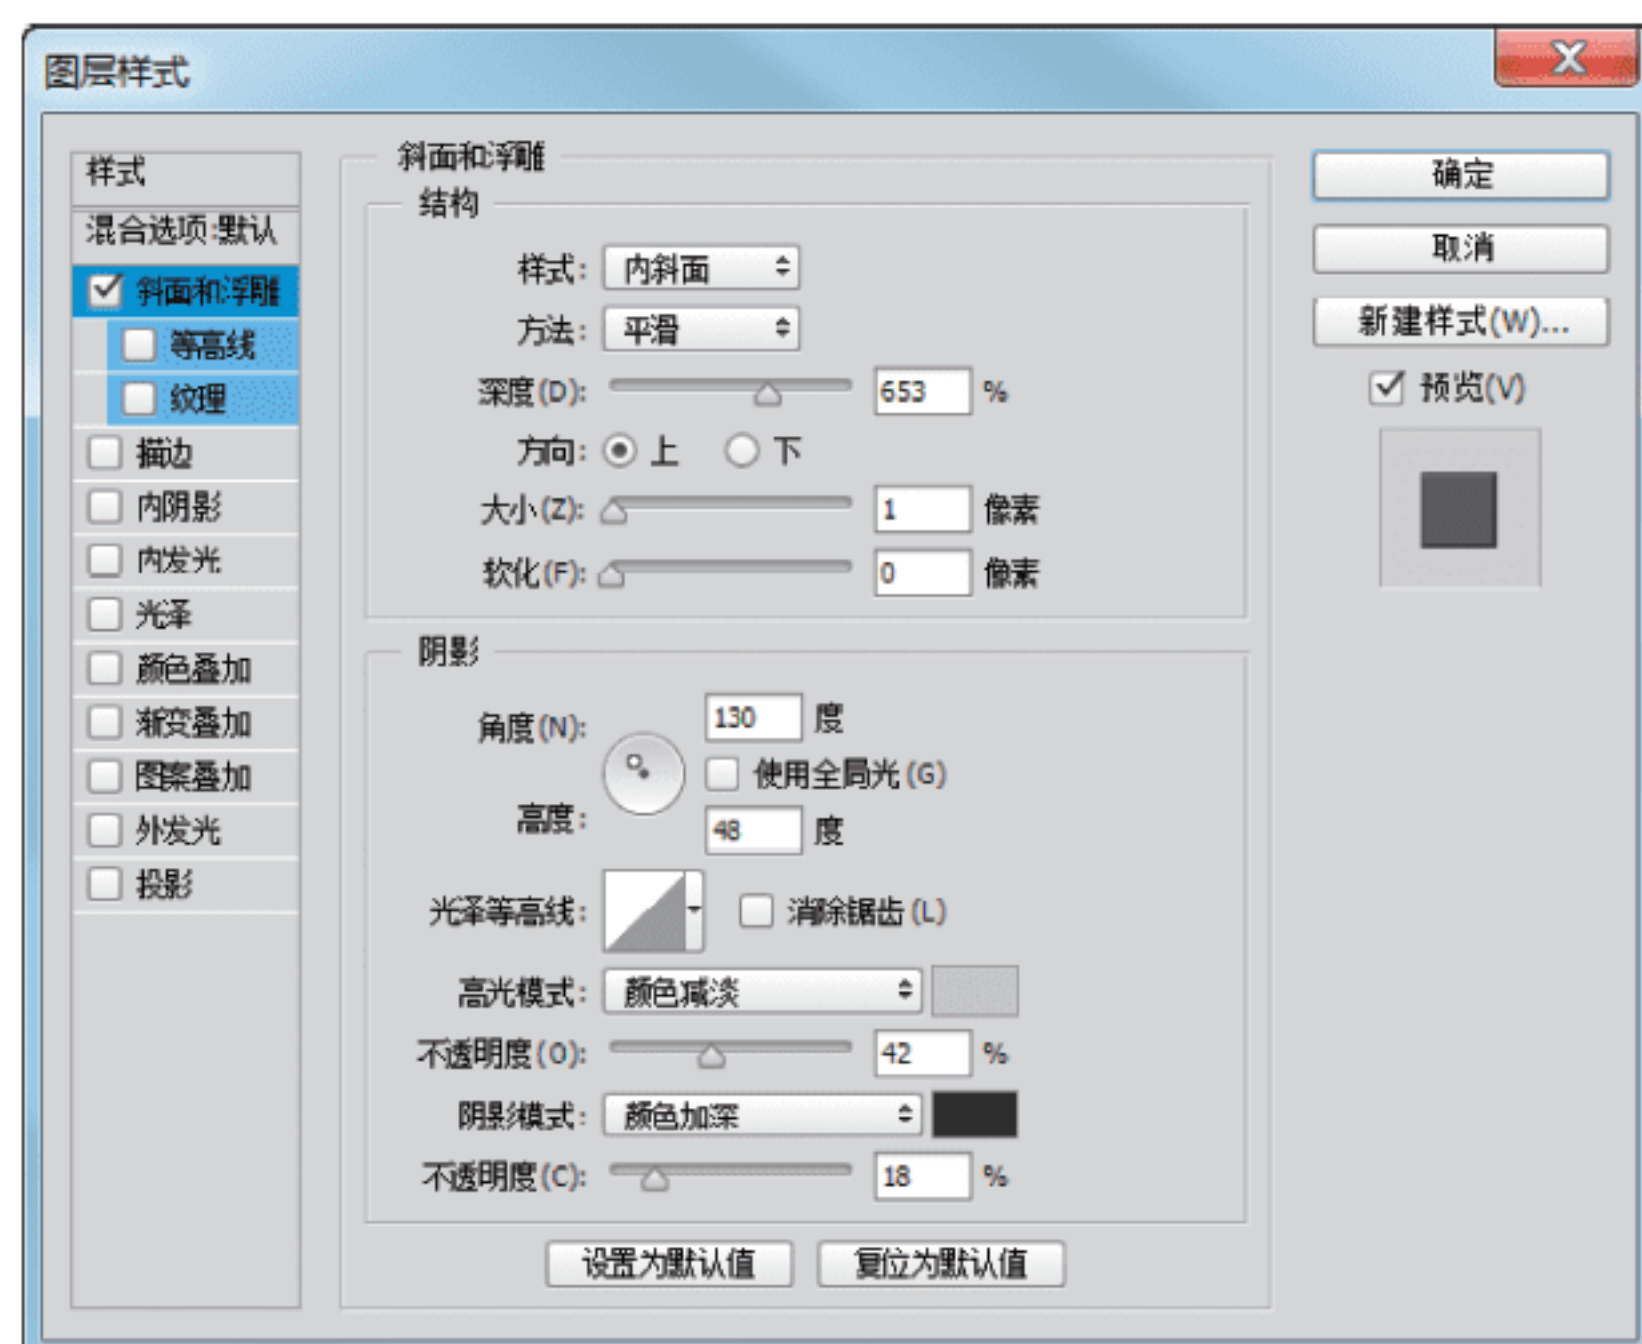 图层样式
样式
混合选项:默认
斜面和浮雕
等高线
纹理
描边
内阴影
内发光
光泽
颜色叠加
渐变叠加
图案叠加
外发光
投影
斜面和浮雕
结构
样式: 内斜面
方法: 平滑
深度(D): 653 %
方向: 上 下
大小(Z): 1 像素
软化(F): 0 像素
阴影
角度(N): 130 度
使用全局光(G)
高度: 48 度
光泽等高线: 消除锯齿(L)
高光模式: 颜色减淡
不透明度(O): 42 %
阴影模式: 颜色加深
不透明度(C): 18 %
设置为默认值 复位为默认值
确定
取消
新建样式(W)...
预览(V)